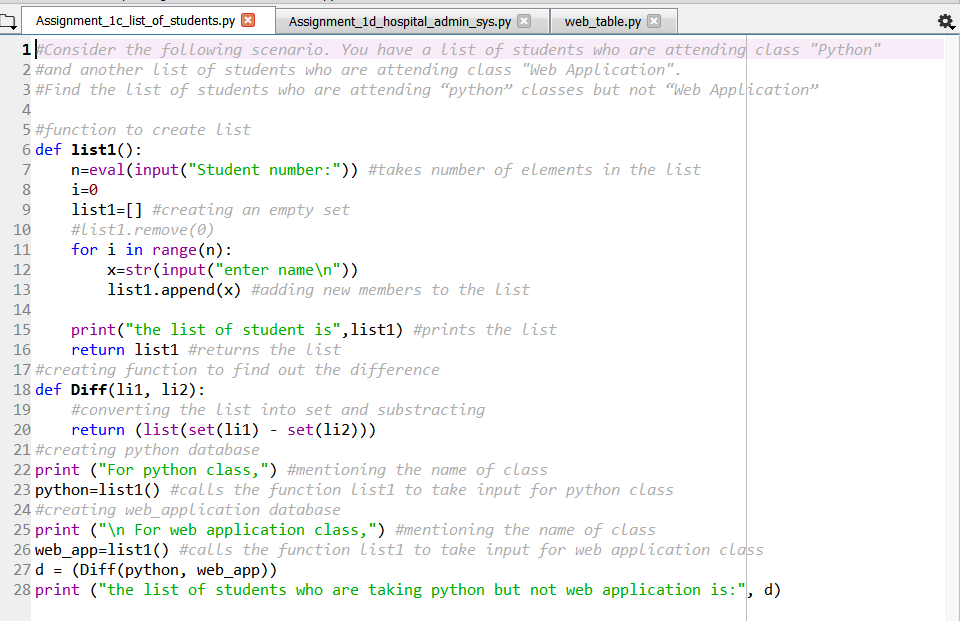 Assignment_1c_list_of_students.py Assignment_1d_hospital_admin_sys.py web_table.py
1 #Consider the following scenario. You have a list of students who are attending class "Python"
2 #and another list of students who are attending class "Web Application".
3 #Find the list of students who are attending “python” classes but not “Web Application”
4
5 #function to create list
6 def list1():
7     n=eval(input("Student number:")) #takes number of elements in the list
8     i=0
9     list1=[] #creating an empty set
10     #list1.remove(0)
11     for i in range(n):
12         x=str(input("enter name\n"))
13         list1.append(x) #adding new members to the list
14
15     print("the list of student is",list1) #prints the list
16     return list1 #returns the list
17 #creating function to find out the difference
18 def Diff(li1, li2):
19     #converting the list into set and substracting
20     return (list(set(li1) - set(li2)))
21 #creating python database
22 print ("For python class,") #mentioning the name of class
23 python=list1() #calls the function list1 to take input for python class
24 #creating web_application database
25 print ("\n For web application class,") #mentioning the name of class
26 web_app=list1() #calls the function list1 to take input for web application class
27 d = (Diff(python, web_app))
28 print ("the list of students who are taking python but not web application is:", d)